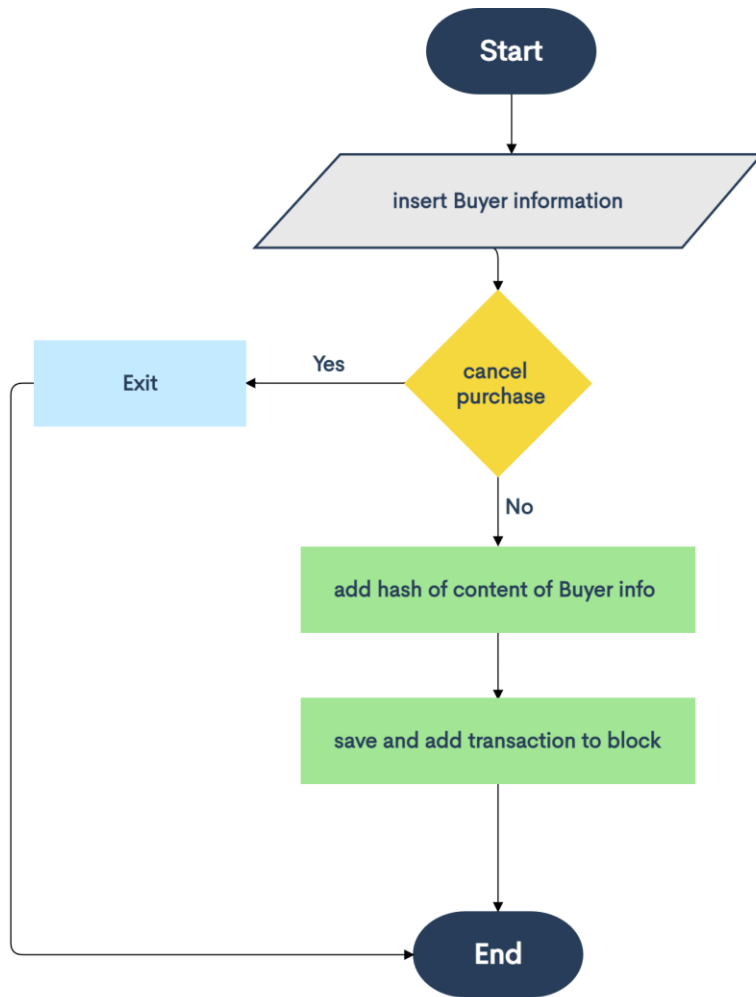 Start
insert Buyer information
cancel
purchase
Yes
Exit
No
add hash of content of Buyer info
save and add transaction to block
End